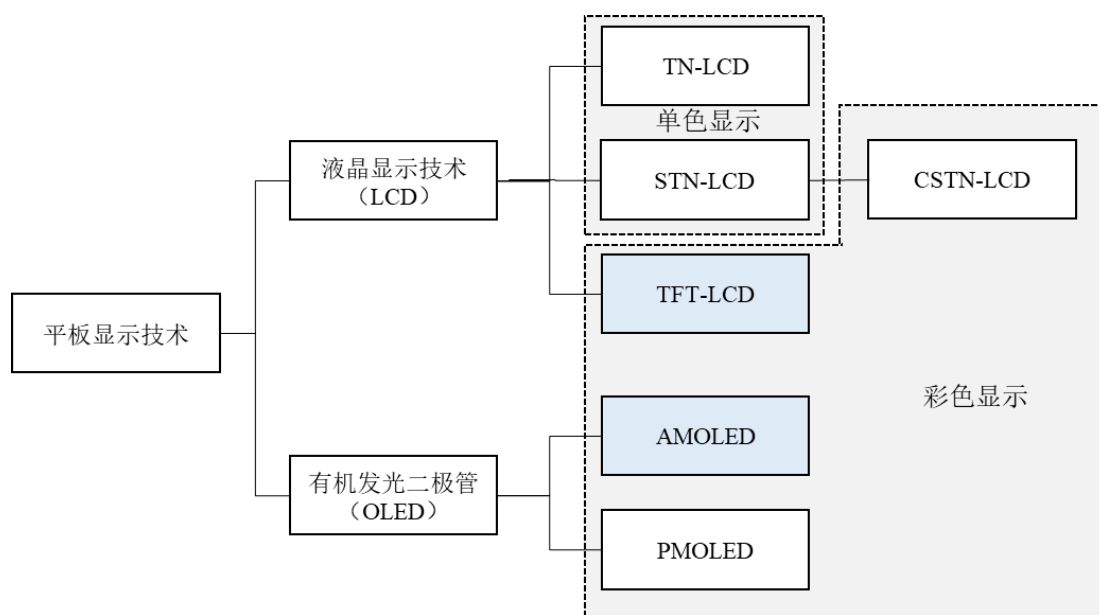 TN-LCD
单色显示
液晶显示技术
（LCD）
STN-LCD
CSTN-LCD
TFT-LCD
平板显示技术
彩色显示
AMOLED
有机发光二极管
（OLED）
PMOLED